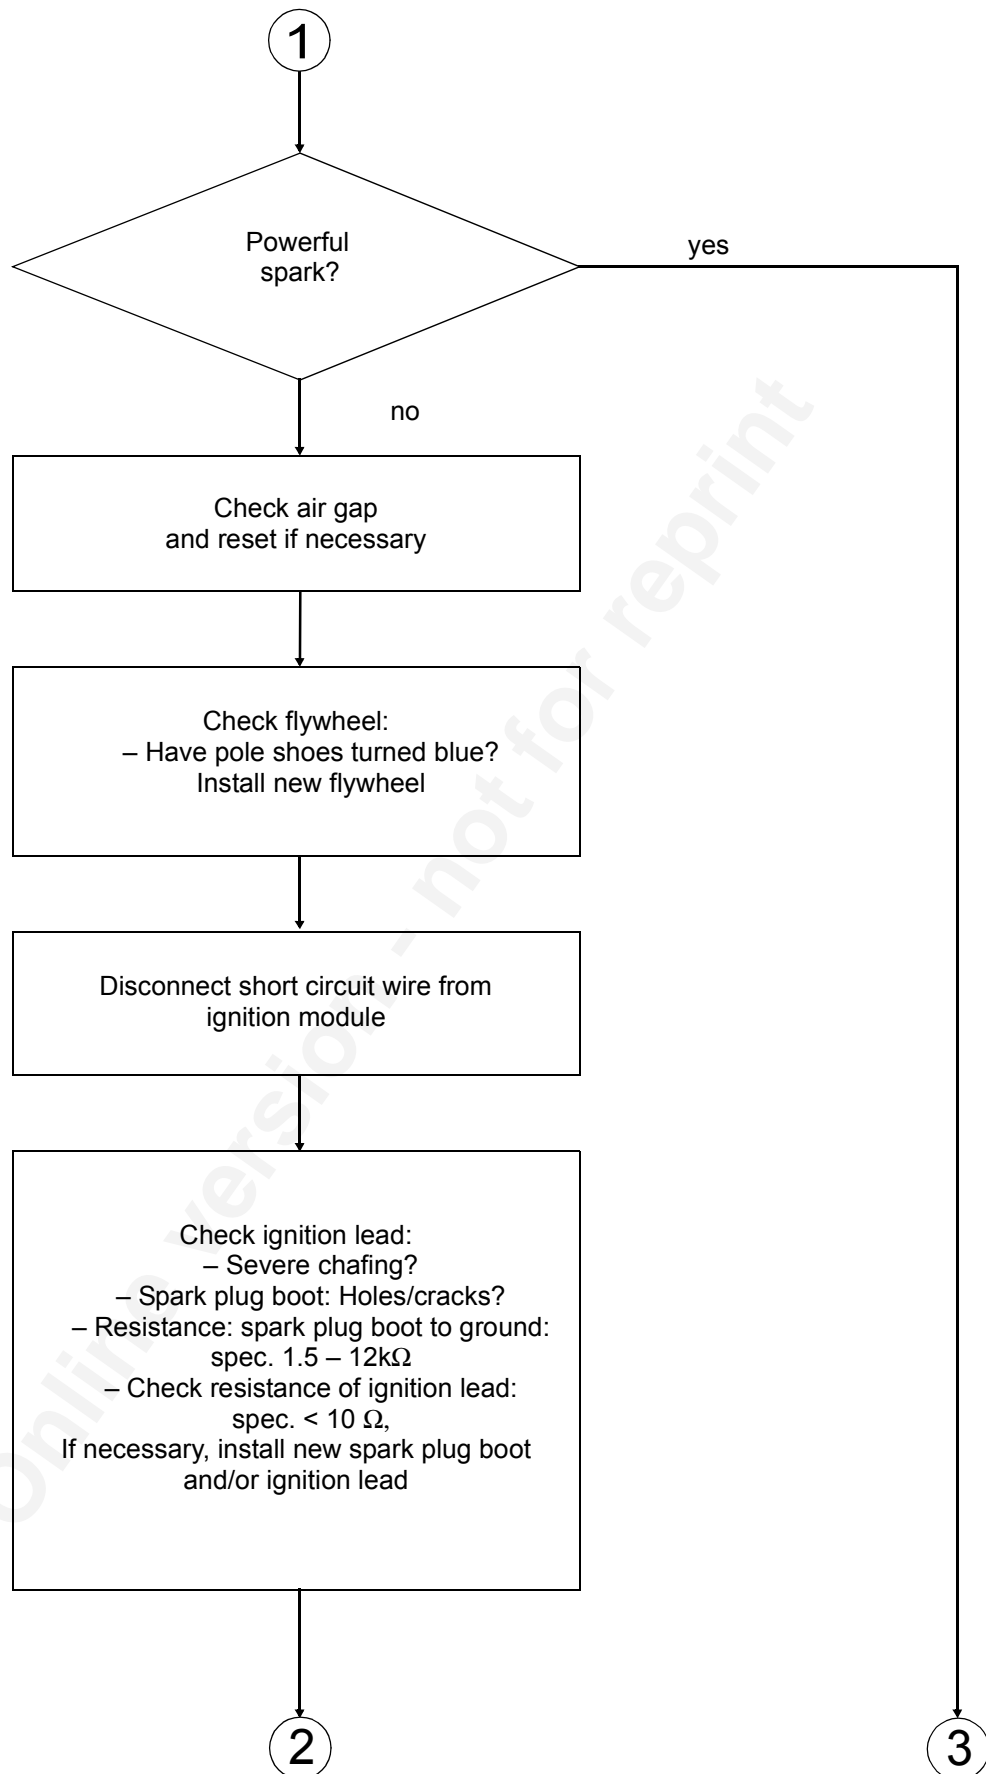 1
Powerful
spark?
yes
no
Check air gap
and reset if necessary
Check flywheel:
– Have pole shoes turned blue?
Install new flywheel
Disconnect short circuit wire from
ignition module
Check ignition lead:
– Severe chafing?
– Spark plug boot: Holes/cracks?
– Resistance: spark plug boot to ground:
spec. 1.5 – 12kΩ
– Check resistance of ignition lead:
spec. < 10 Ω,
If necessary, install new spark plug boot
and/or ignition lead
2
3
Online version - not for reprint